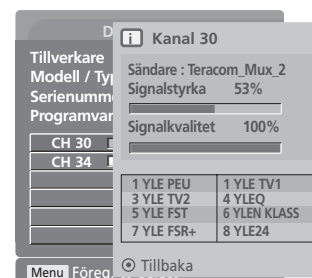 D
i Kanal 30
Tillverkare
Modell / Typ
Serienumm
Programvar
Sändare : Teracom_Mux_2
Signalstyrka 53%
Signalkvalitet 100%
CH 30
CH 34
1 YLE PEU 1 YLE TV1
3 YLE TV2 4 YLEQ
5 YLE FST 6 YLEN KLASS
7 YLE FSR+ 8 YLE24
Tillbaka
Menu Föreg.